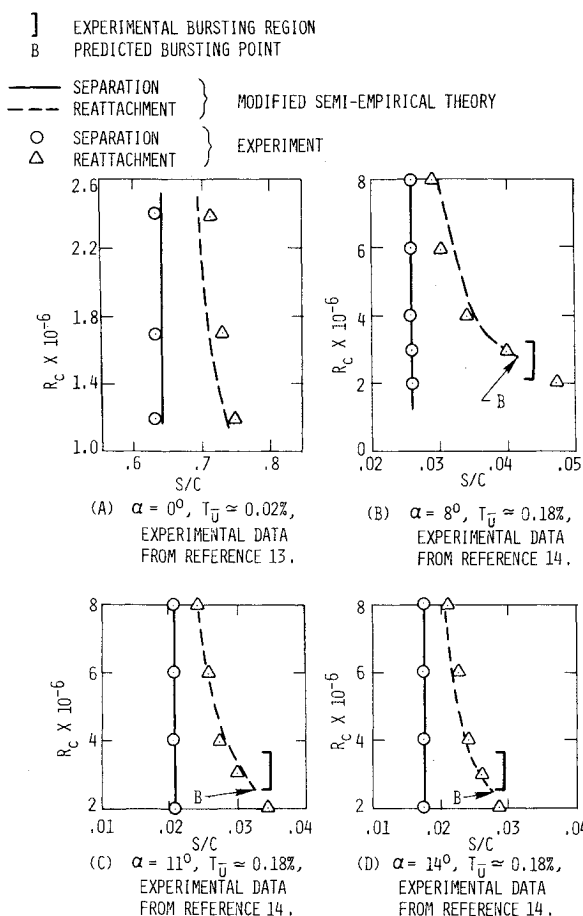 ] EXPERIMENTAL BURSTING REGION
B PREDICTED BURSTING POINT
SEPARATION
REATTACHMENT
MODIFIED SEMI-EMPIRICAL THEORY
SEPARATION
REATTACHMENT
EXPERIMENT
2.6
2.2
1.8
1.4
1.0
R_C X 10^-6
.6 .7 .8
S/C
(A) α = 0°, T_U̅ ≃ 0.02%,
EXPERIMENTAL DATA
FROM REFERENCE 13.
8
6
4
2
0
R_C X 10^-6
B
.02 .03 .04 .05
S/C
(B) α = 8°, T_U̅ ≃ 0.18%,
EXPERIMENTAL DATA
FROM REFERENCE 14.
8
6
4
2
R_C X 10^-6
B
.01 .02 .03 .04
S/C
(C) α = 11°, T_U̅ ≃ 0.18%,
EXPERIMENTAL DATA
FROM REFERENCE 14.
8
6
4
2
R_C X 10^-6
B
.01 .02 .03 .04
S/C
(D) α = 14°, T_U̅ ≃ 0.18%,
EXPERIMENTAL DATA
FROM REFERENCE 14.